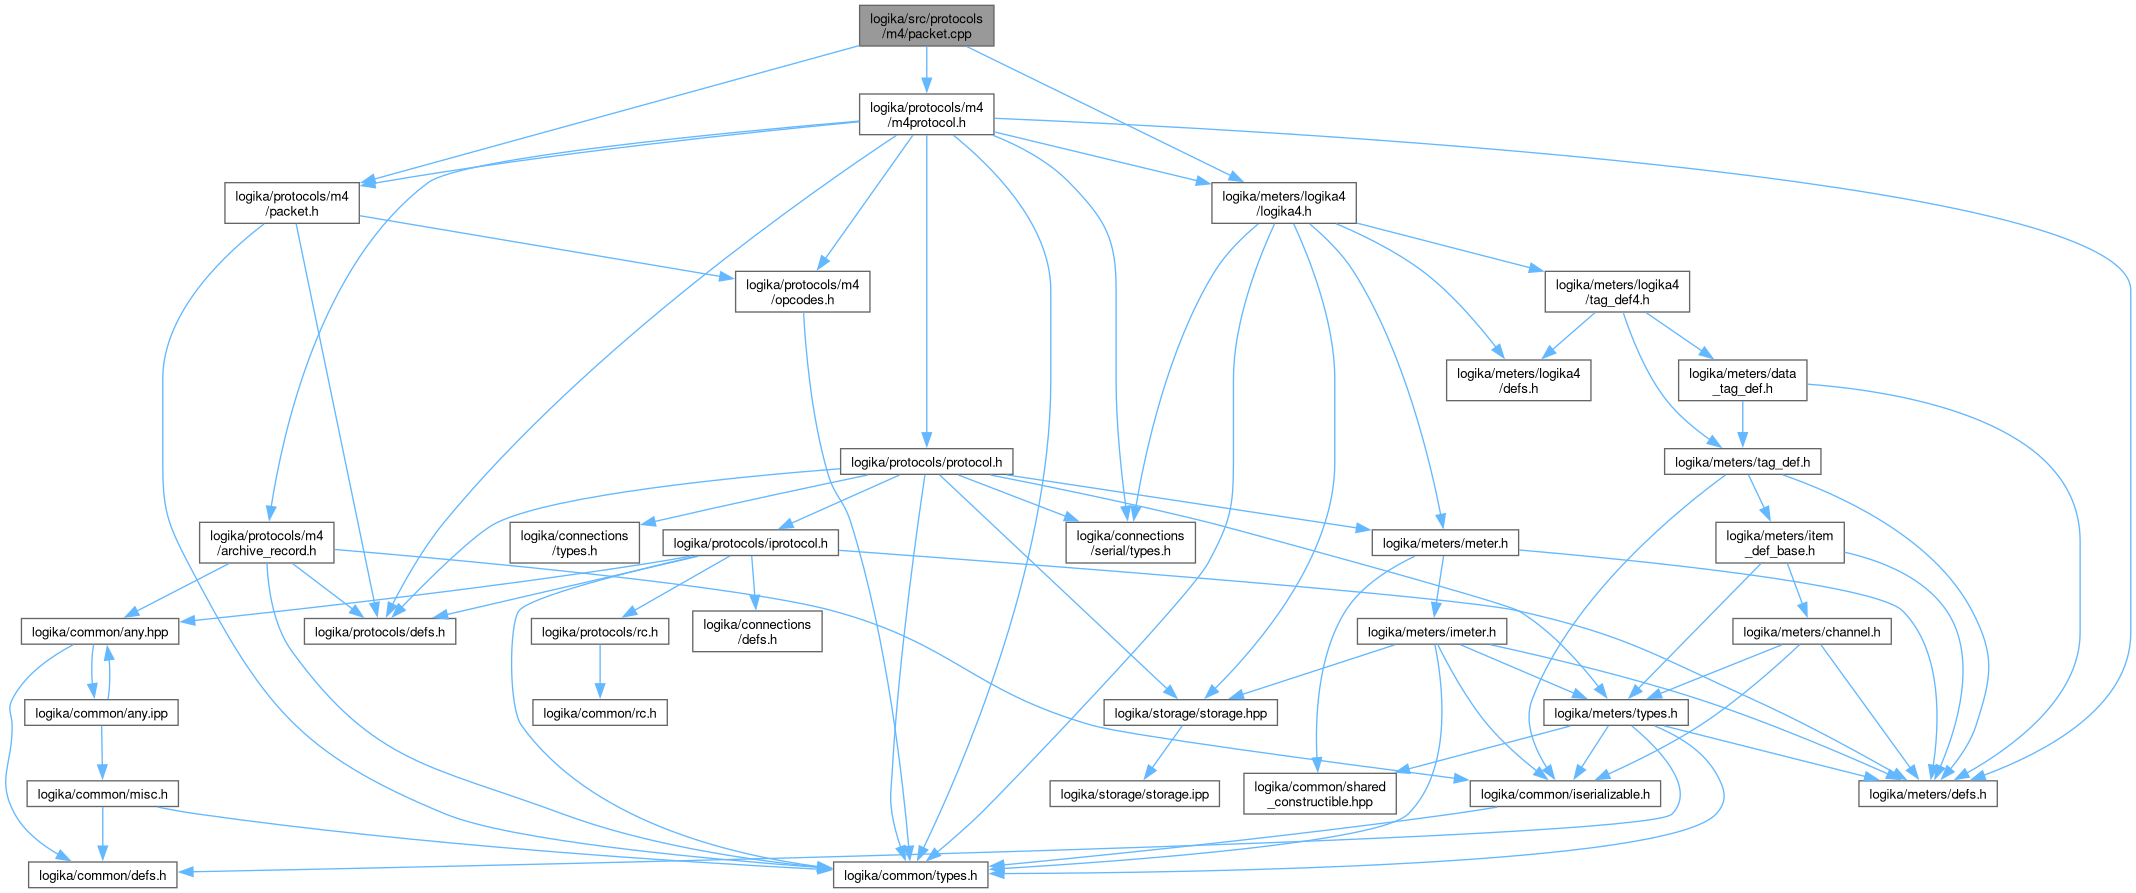 logika/src/protocols
/m4/packet.cpp
logika/protocols/m4
/m4protocol.h
logika/protocols/m4
/packet.h
logika/meters/logika4
/logika4.h
logika/protocols/m4
/opcodes.h
logika/meters/logika4
/tag_def4.h
logika/meters/logika4
/defs.h
logika/meters/data
_tag_def.h
logika/protocols/protocol.h
logika/meters/tag_def.h
logika/protocols/m4
/archive_record.h
logika/connections
/types.h
logika/protocols/iprotocol.h
logika/connections
/serial/types.h
logika/meters/meter.h
logika/meters/item
_def_base.h
logika/common/any.hpp
logika/protocols/defs.h
logika/protocols/rc.h
logika/connections
/defs.h
logika/meters/imeter.h
logika/meters/channel.h
logika/common/any.ipp
logika/common/rc.h
logika/storage/storage.hpp
logika/meters/types.h
logika/common/misc.h
logika/storage/storage.ipp
logika/common/shared
_constructible.hpp
logika/common/iserializable.h
logika/meters/defs.h
logika/common/defs.h
logika/common/types.h